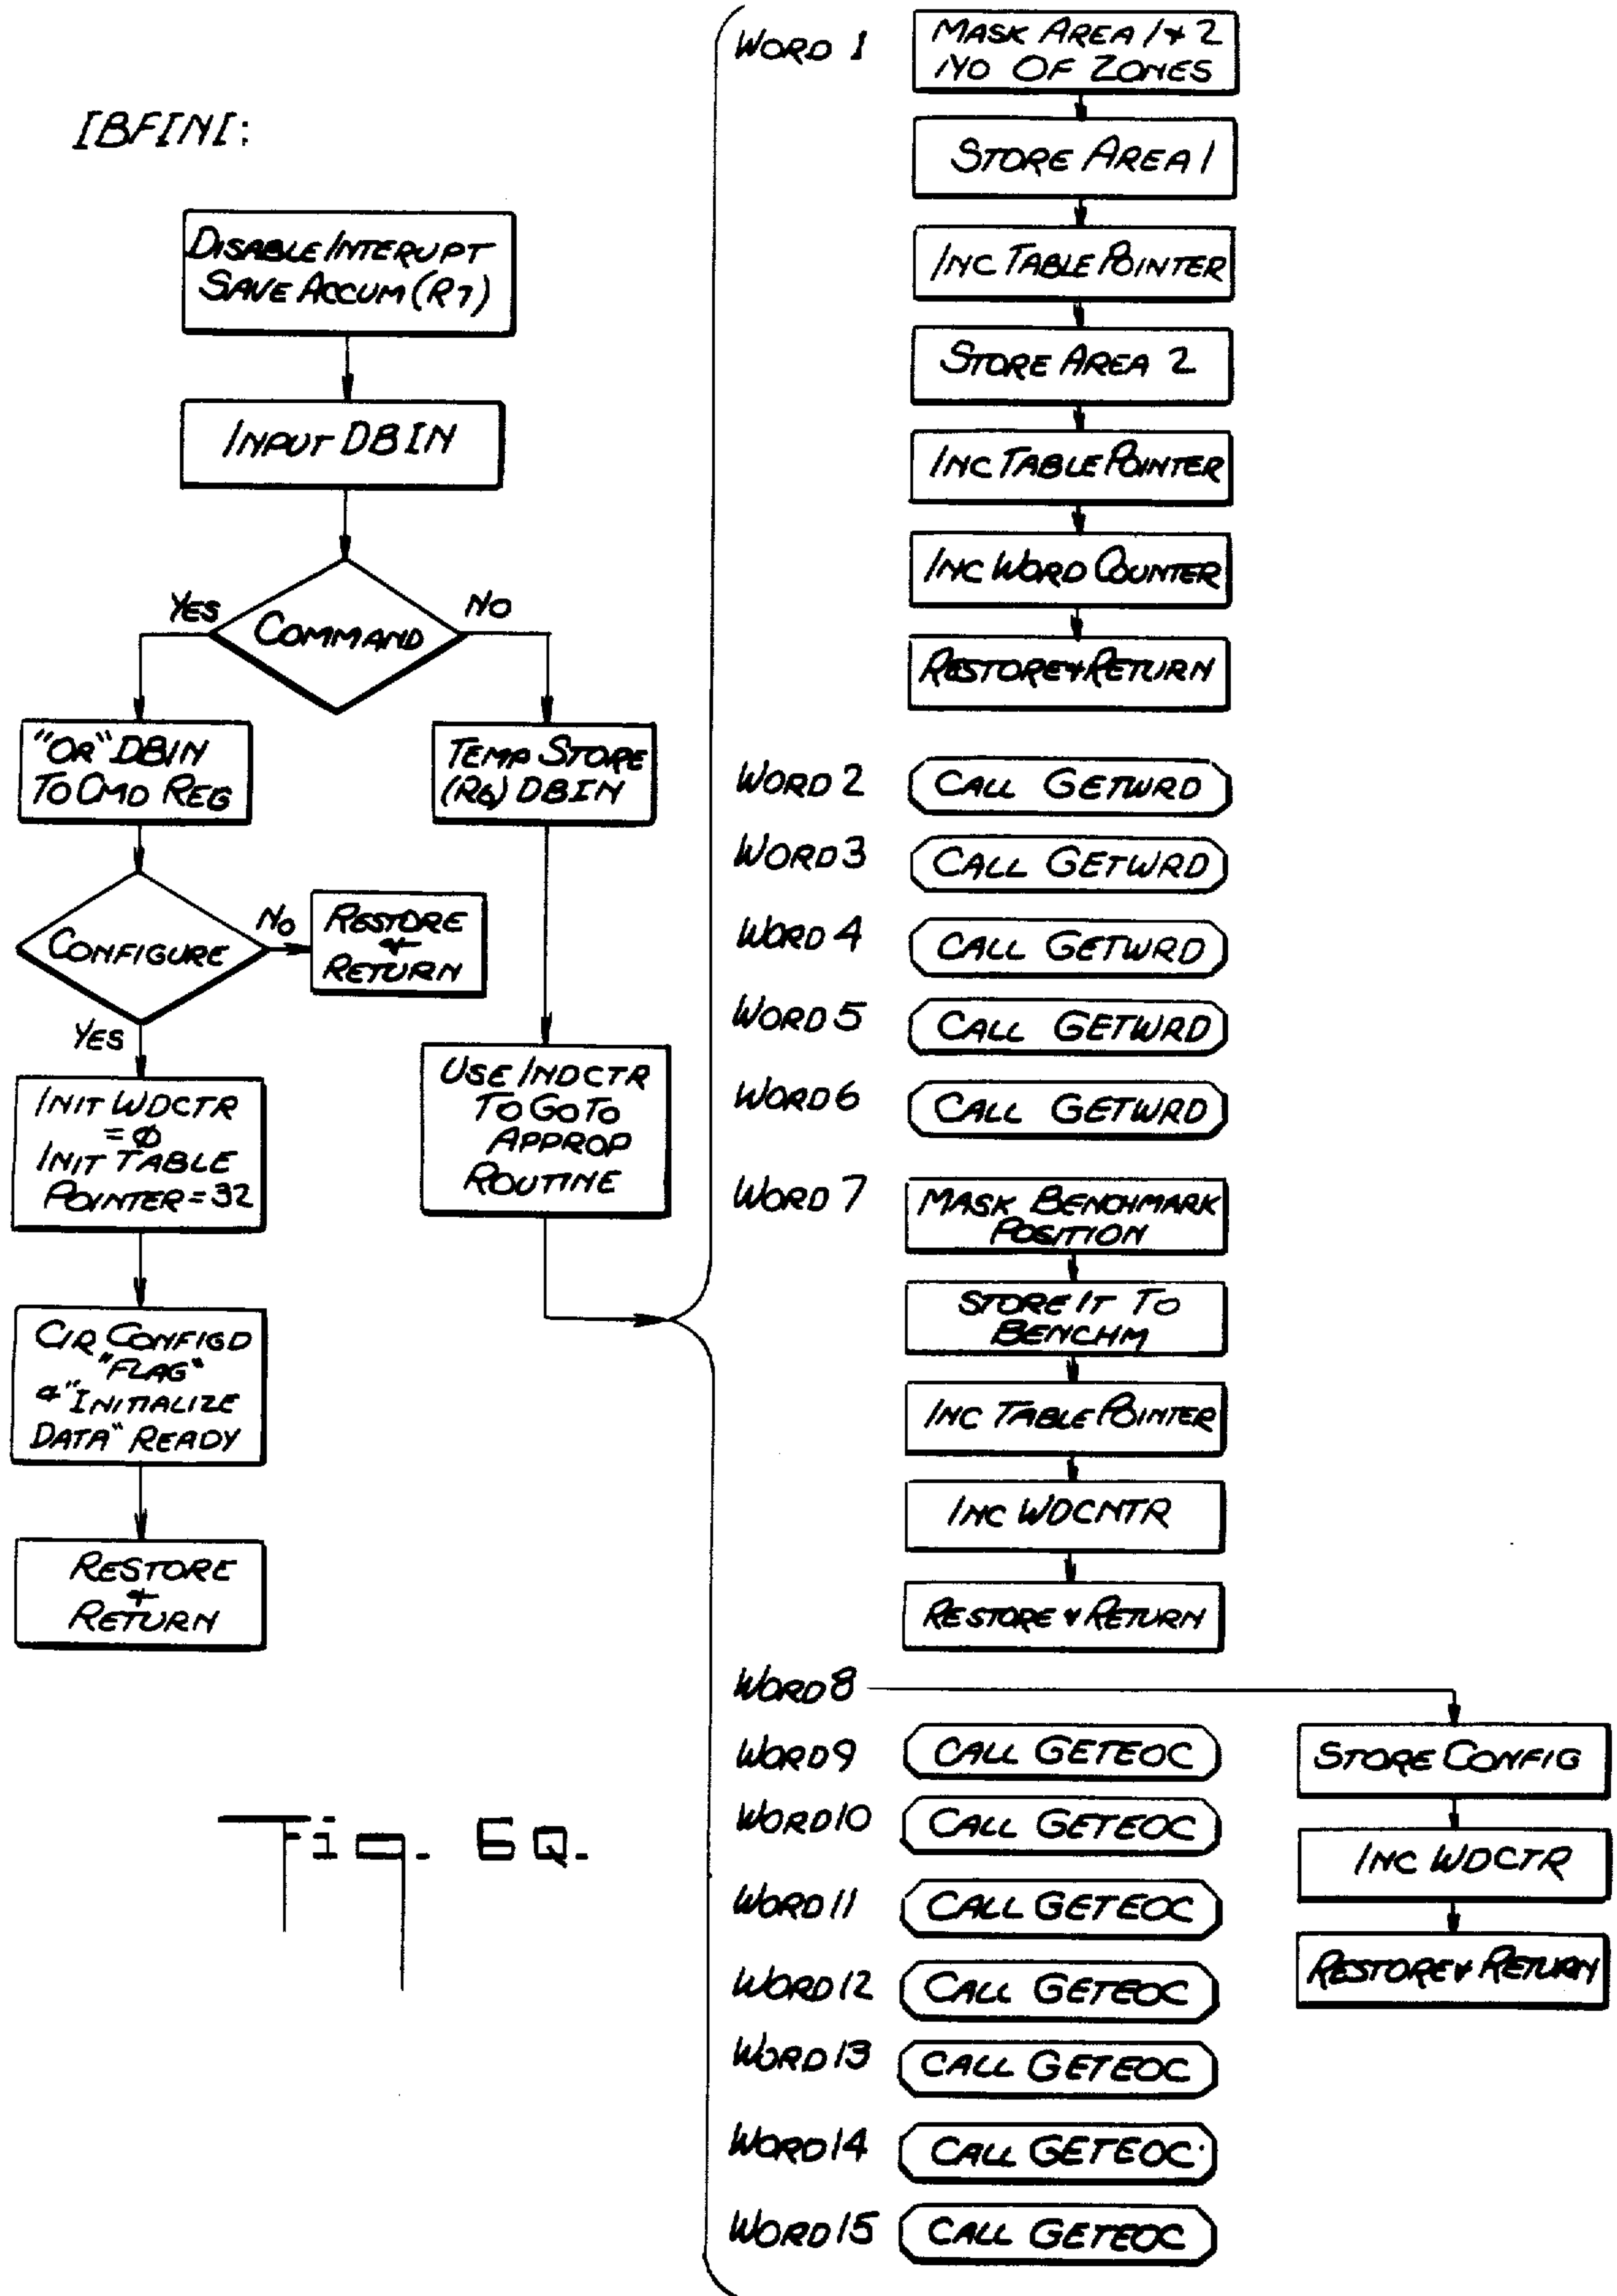 IBFINI:
DISABLE INTERUPT
SAVE ACCUM (R7)
INPUT DBIN
COMMAND
YES
NO
"OR" DBIN
TO CMD REG
TEMP STORE
(R6) DBIN
CONFIGURE
NO
RESTORE
&
RETURN
YES
INIT WDCTR
= Ø
INIT TABLE
POINTER = 32
USE INDCTR
TO GO TO
APPROP
ROUTINE
CLR CONFIGD
"FLAG"
& "INITIALIZE
DATA" READY
RESTORE
&
RETURN
Fig. 6Q.
WORD 1
MASK AREA 1 & 2
NO OF ZONES
STORE AREA 1
INC TABLE POINTER
STORE AREA 2
INC TABLE POINTER
INC WORD COUNTER
RESTORE & RETURN
WORD 2 CALL GETWRD
WORD 3 CALL GETWRD
WORD 4 CALL GETWRD
WORD 5 CALL GETWRD
WORD 6 CALL GETWRD
WORD 7
MASK BENCHMARK
POSITION
STORE IT TO
BENCHM
INC TABLE POINTER
INC WDCNTR
RESTORE & RETURN
WORD 8
STORE CONFIG
INC WDCTR
RESTORE & RETURN
WORD 9 CALL GETEOC
WORD 10 CALL GETEOC
WORD 11 CALL GETEOC
WORD 12 CALL GETEOC
WORD 13 CALL GETEOC
WORD 14 CALL GETEOC
WORD 15 CALL GETEOC